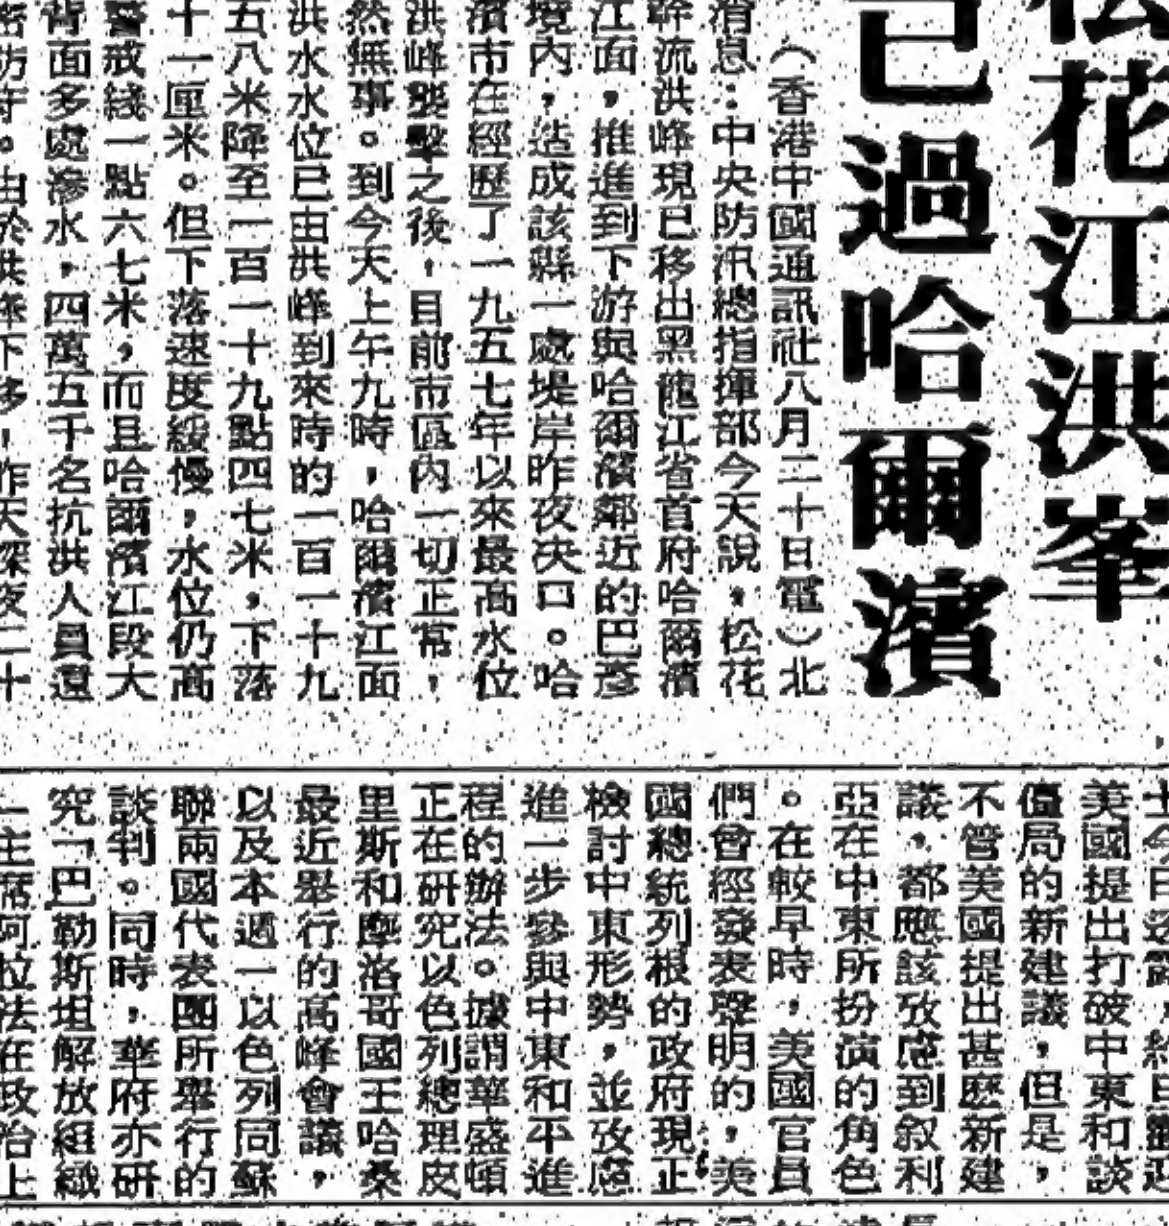 松花江洪峯
已過哈爾濱
（香港中國通訊社八月二十日電）北
消息：中央防汛總指揮部今天說，松花
幹流洪峰現已移出黑龍江省首府哈爾濱
江面，推進到下游與哈爾濱鄰近的巴彥
境內，造成該縣一處堤岸昨夜決口。哈
濱市在經歷了一九五七年以來最高水位
洪峰襲擊之後，目前市區內一切正常，
然無事。到今天上午九時，哈爾濱江面
洪水水位已由洪峰到來時的一百一十九
五八米降至一百一十九點四七米，下落
十一厘米。但下落速度緩慢，水位仍高
警戒綫一點六七米，而且哈爾濱江段大
背面多處滲水，四萬五千名抗洪人員還
防守。由於洪峰下移，昨天深夜二十
美國提出打破中東和談
僵局的新建議，但是，
不管美國提出甚麽新建
議，都應該攷慮到叙利
亞在中東所扮演的角色
。在較早時，美國官員
們曾經發表聲明的，美
國總統列根的政府現正
檢討中東形勢，並攷慮
進一步參與中東和平進
程的辦法。據謂華盛頓
正在研究以色列總理皮
里斯和摩洛哥國王哈桑
最近舉行的高峰會議，
以及本週一以色列同蘇
聯兩國代表團所舉行的
談判。同時，華府亦研
究「巴勒斯坦解放組織
」主席阿拉法在政治上